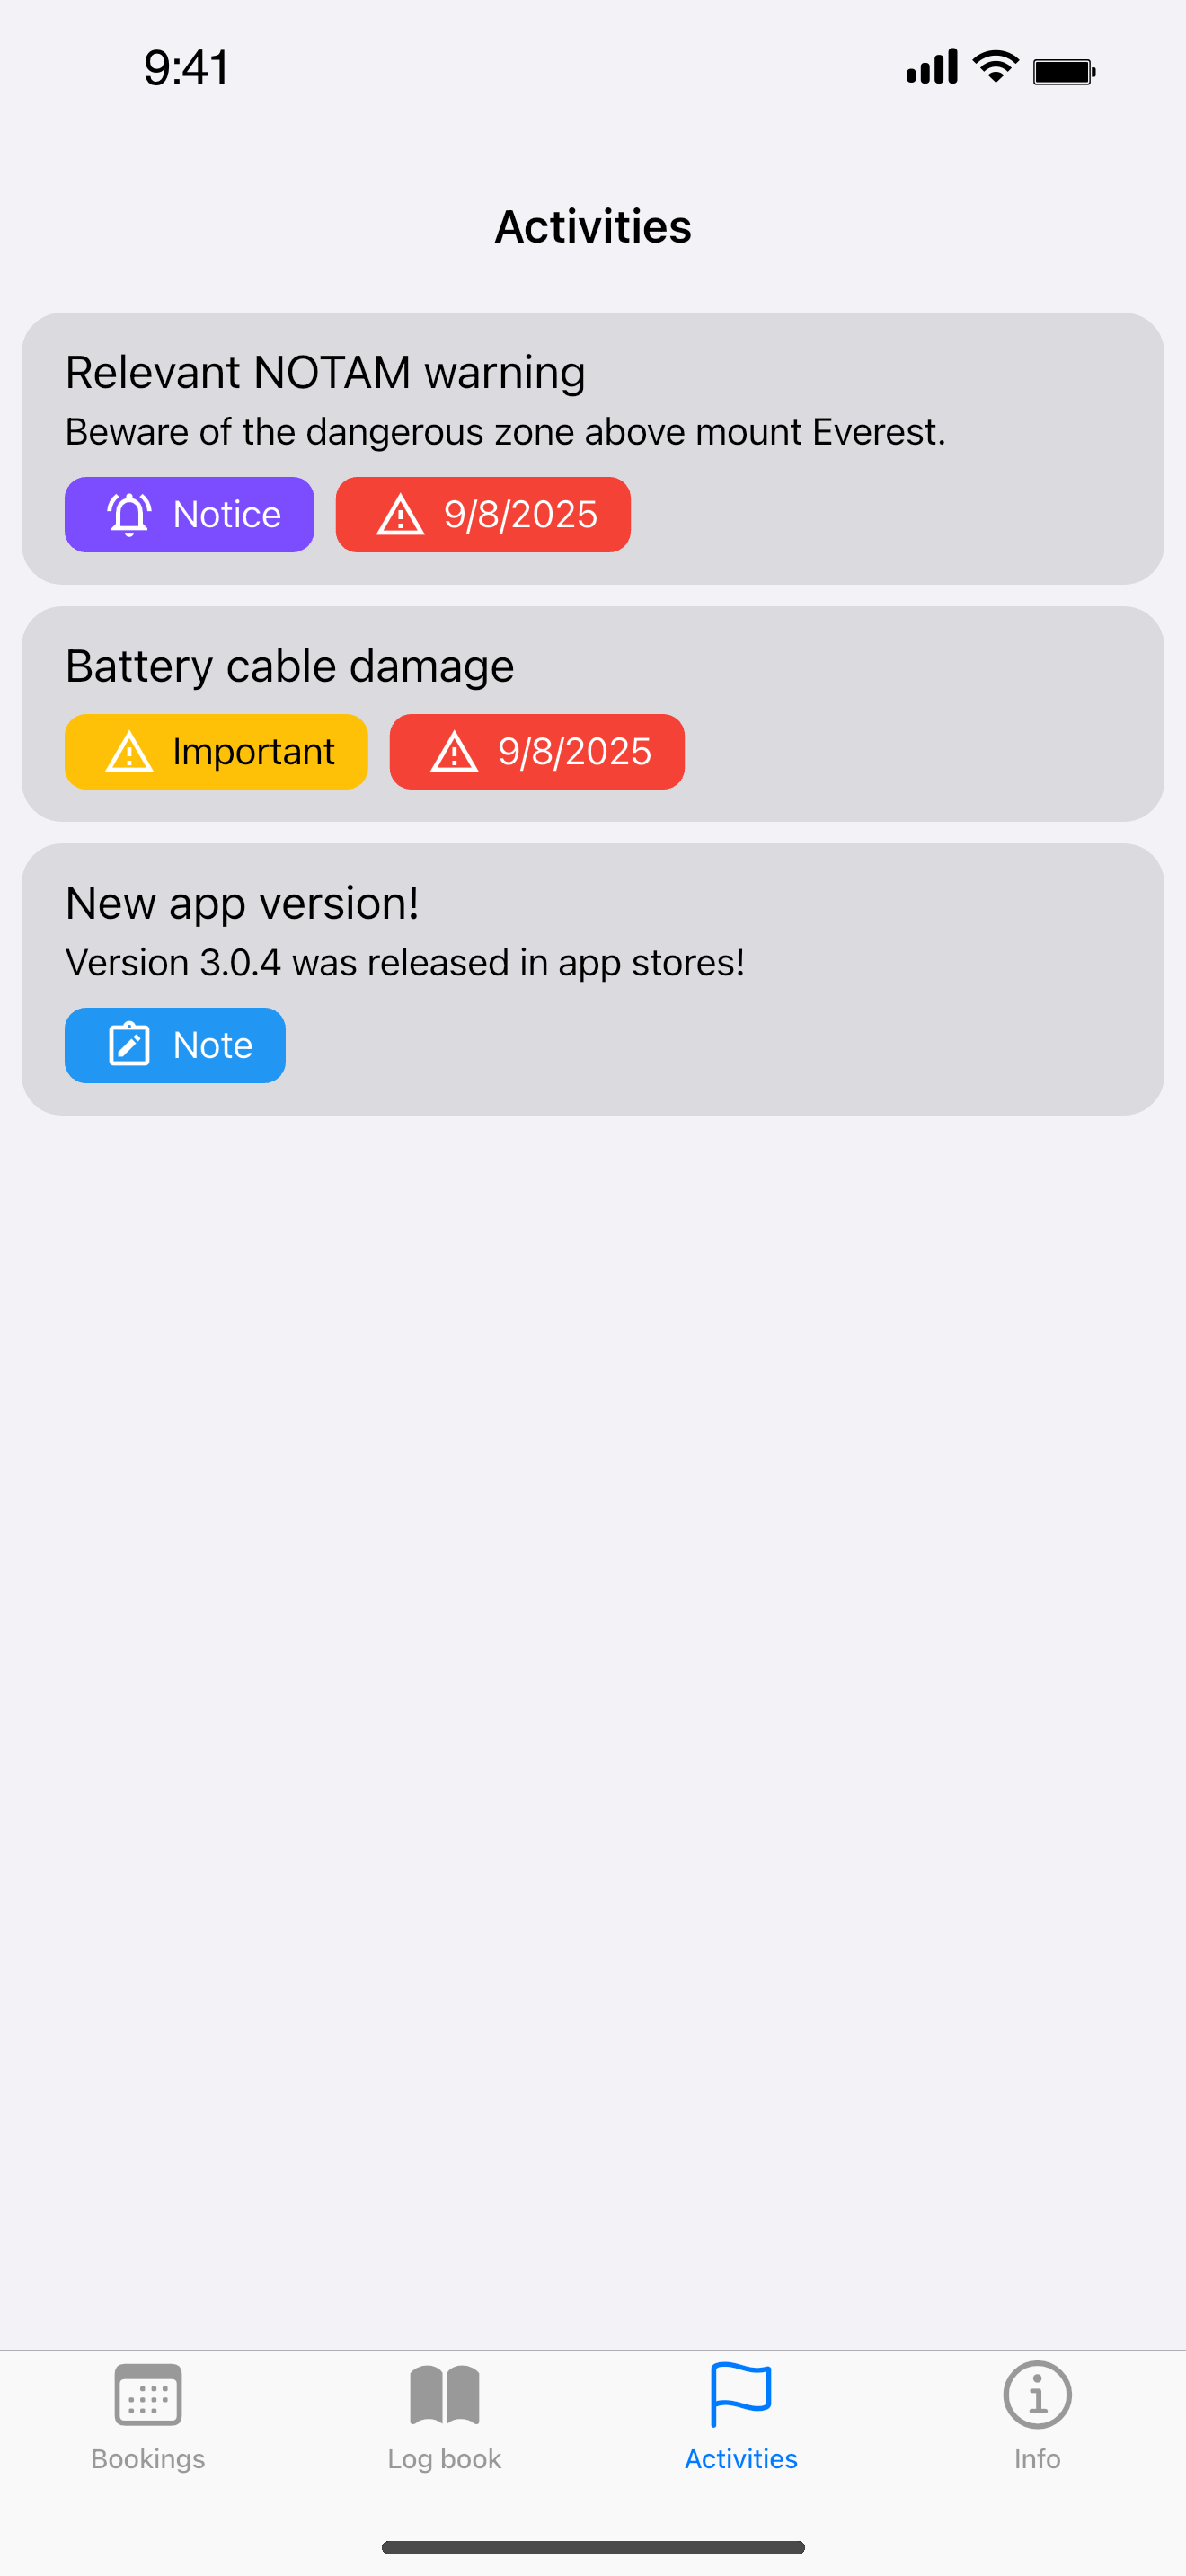 9:41
Activities
Relevant NOTAM warning
Beware of the dangerous zone above mount Everest.
Notice 9/8/2025
Battery cable damage
Important 9/8/2025
New app version!
Version 3.0.4 was released in app stores!
Note
Bookings Log book Activities Info